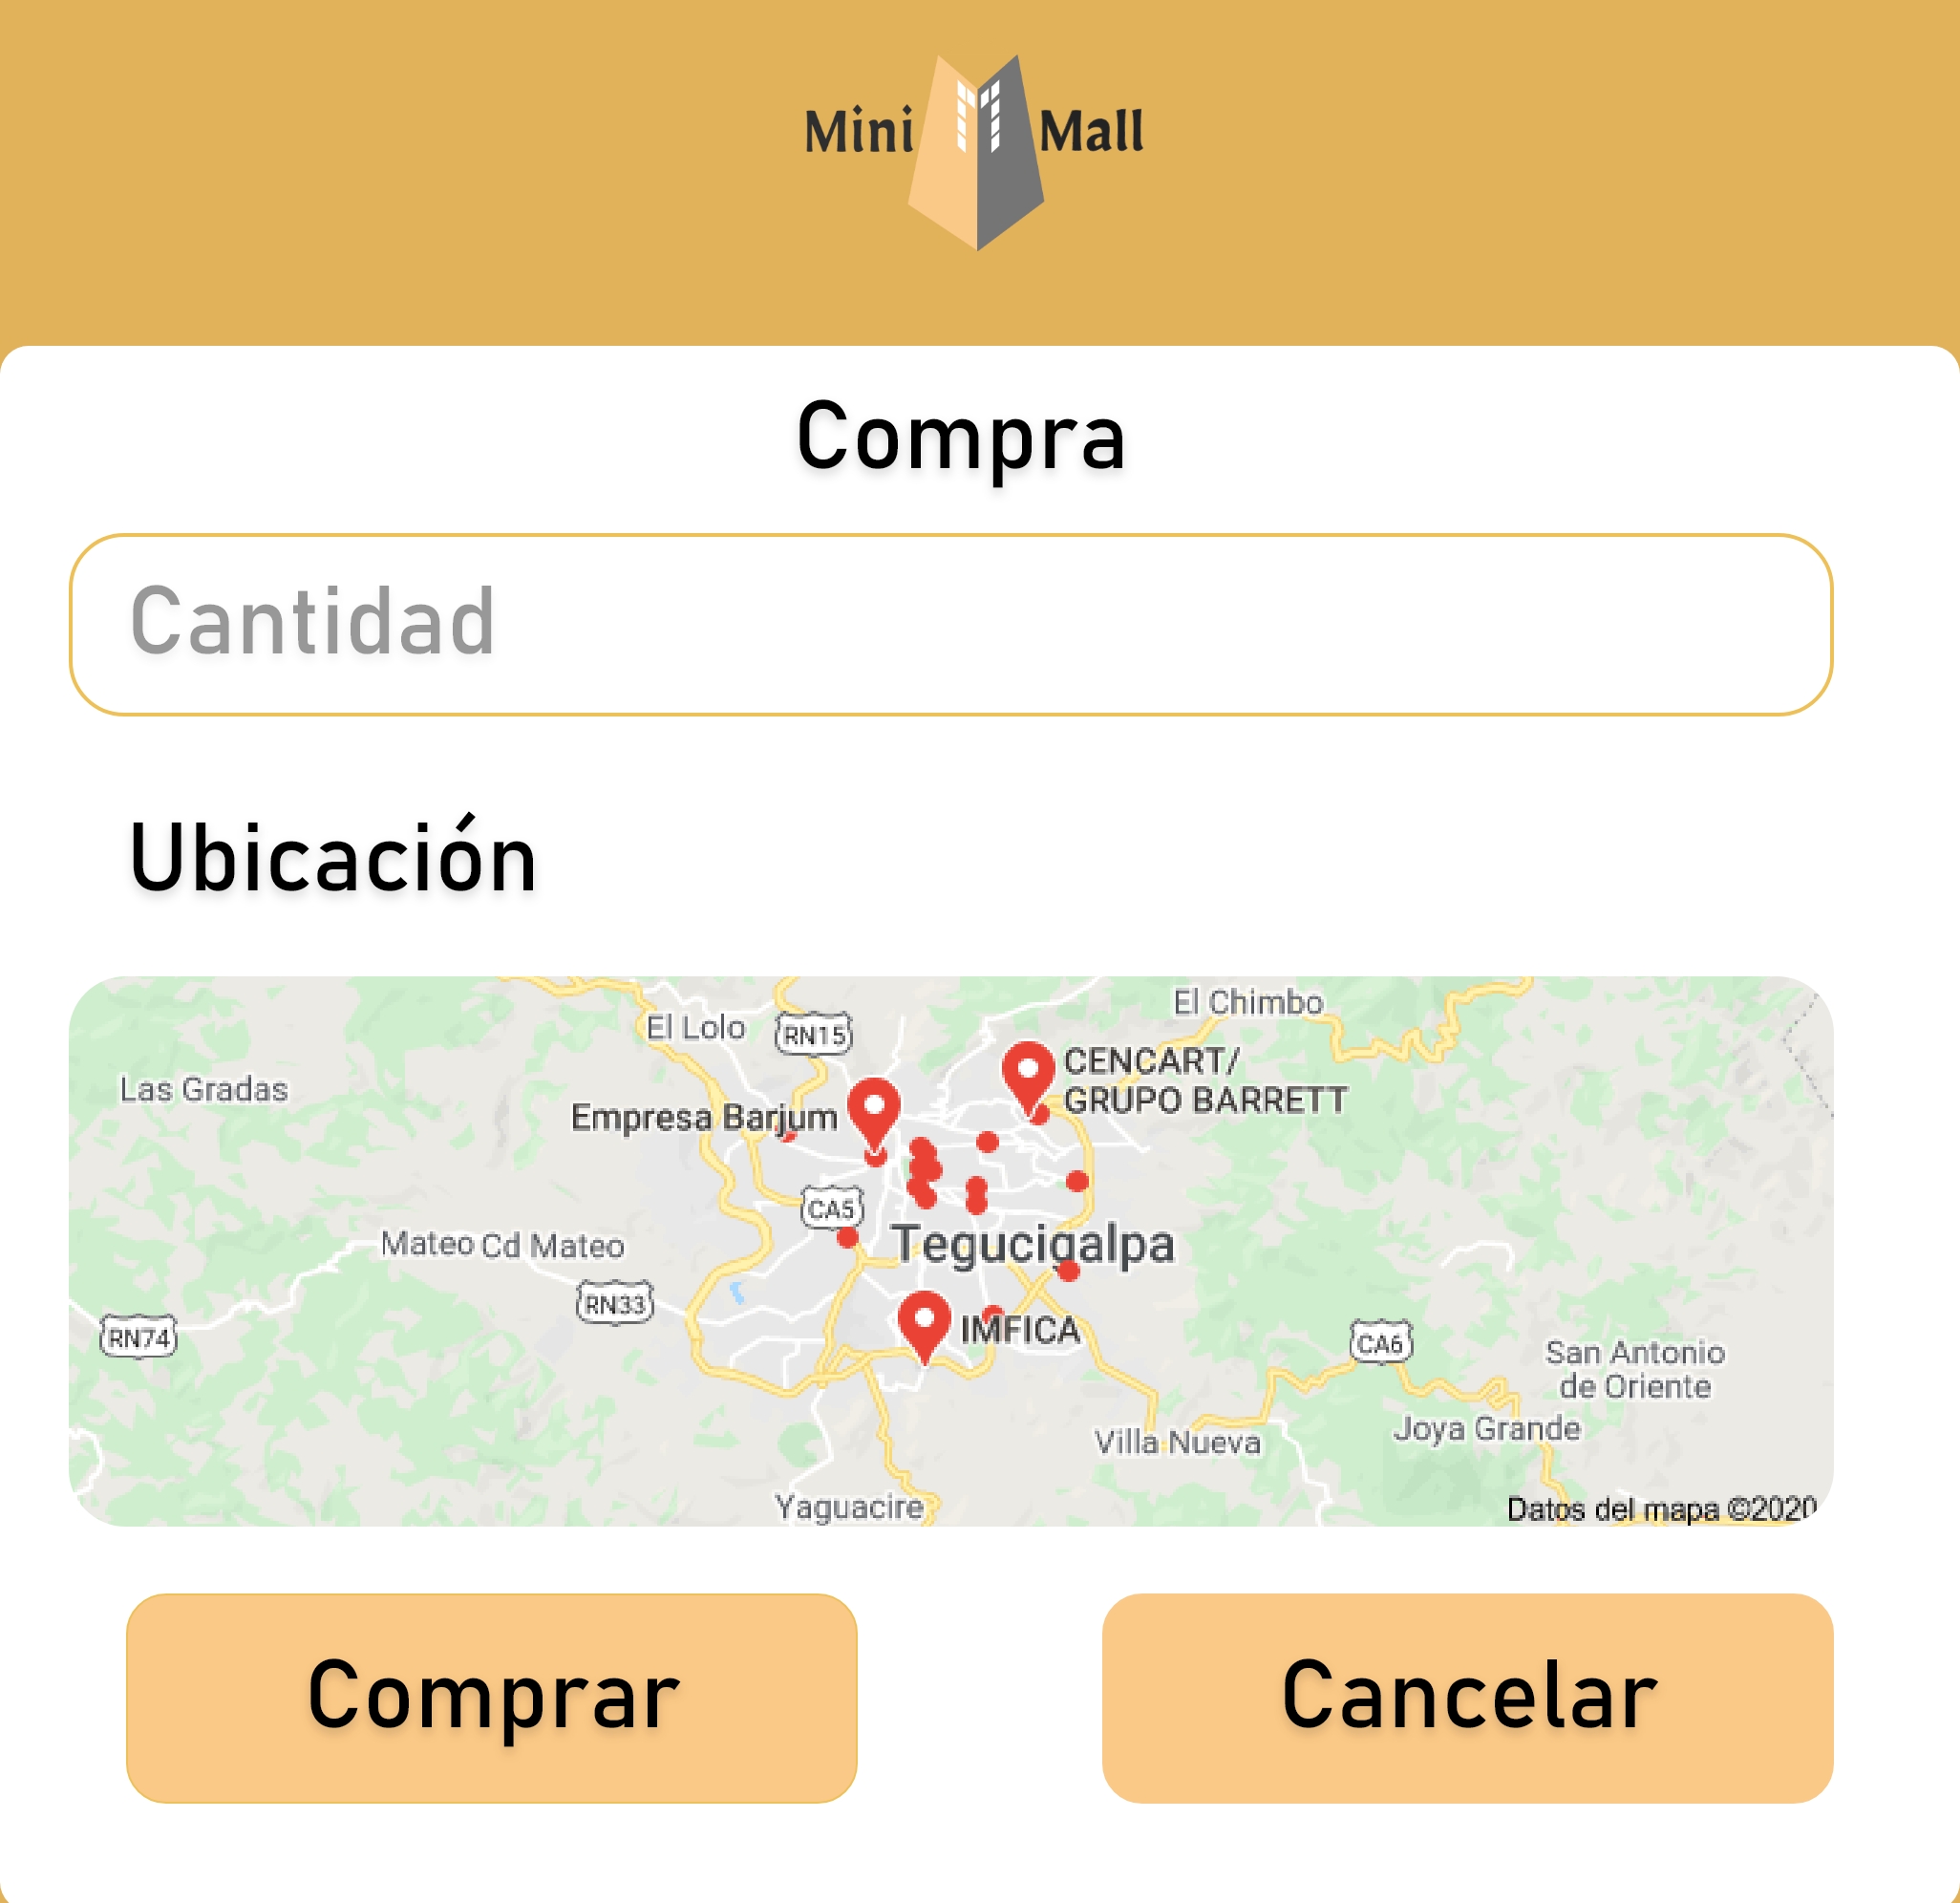 Mini Mall
Compra
Cantidad
Ubicación
El Chimbo
El Lolo
RN15
CENCART/
GRUPO BARRETT
Las Gradas
Empresa Barjum
CA5
Tegucigalpa
Mateo
Cd Mateo
RN33
RN74
IMFICA
CA6
San Antonio
de Oriente
Joya Grande
Villa Nueva
Yaguacire
Datos del mapa ©2020
Comprar
Cancelar